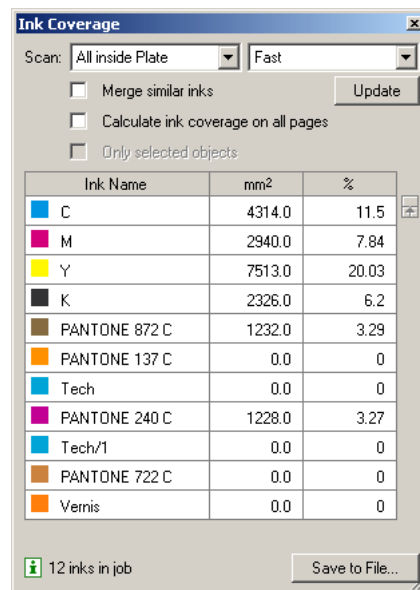 Ink Coverage
Scan: All inside Plate Fast
Merge similar inks Update
Calculate ink coverage on all pages
Only selected objects
Ink Name mm2 %
C 4314.0 11.5
M 2940.0 7.84
Y 7513.0 20.03
K 2326.0 6.2
PANTONE 872 C 1232.0 3.29
PANTONE 137 C 0.0 0
Tech 0.0 0
PANTONE 240 C 1228.0 3.27
Tech/1 0.0 0
PANTONE 722 C 0.0 0
Vernis 0.0 0
12 inks in job Save to File...